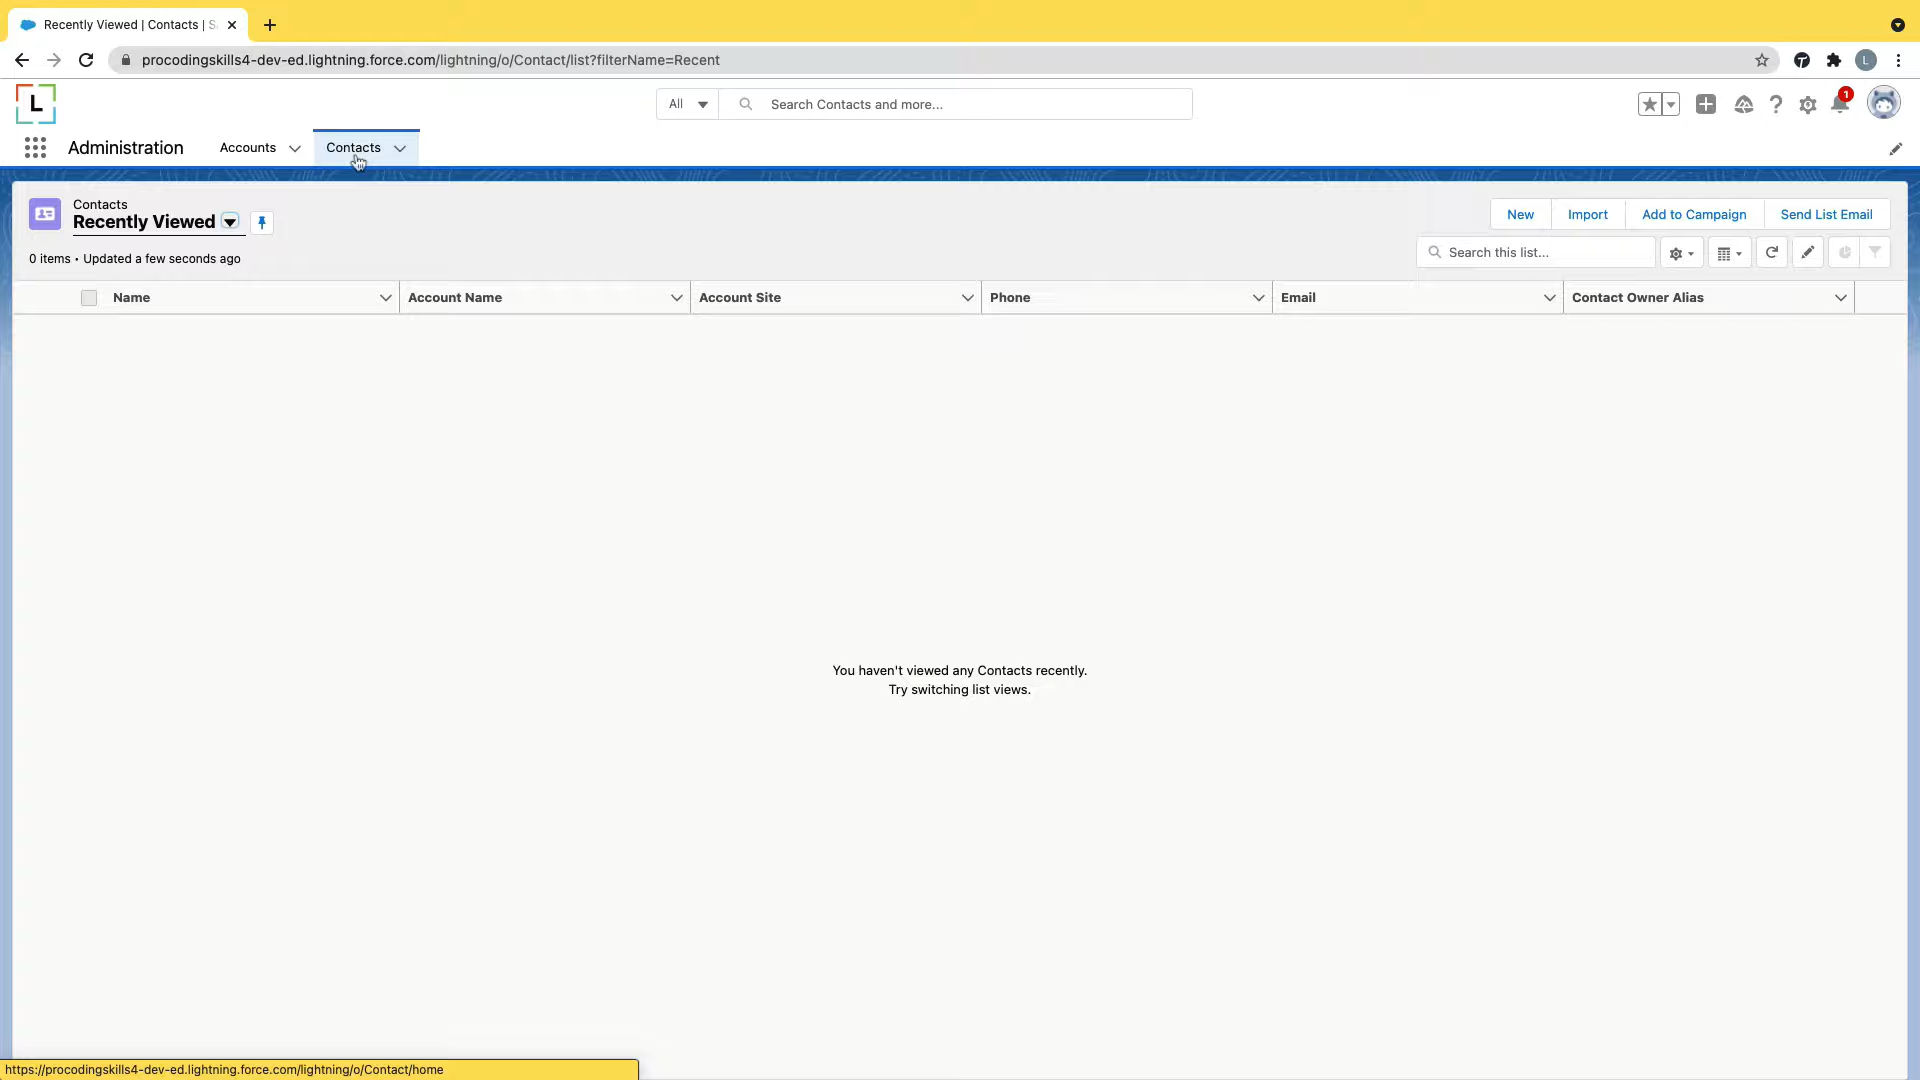 Recently Viewed | Contacts |
procodingskills4-dev-ed.lightning.force.com/lightning/o/Contact/list?filterName=Recent
L
L
All
Search Contacts and more...
1
Administration
Accounts
Contacts
Contacts
Recently Viewed
New
Import
Add to Campaign
Send List Email
0 items • Updated a few seconds ago
Search this list...
Name
Account Name
Account Site
Phone
Email
Contact Owner Alias
You haven't viewed any Contacts recently.
Try switching list views.
https://procodingskills4-dev-ed.lightning.force.com/lightning/o/Contact/home